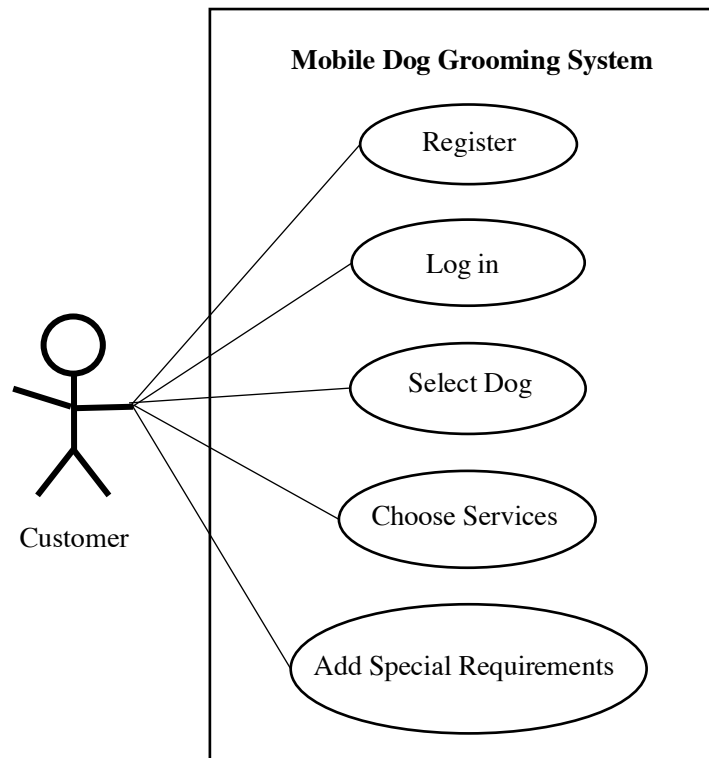 Mobile Dog Grooming System
Register
Log in
Select Dog
Choose Services
Customer
Add Special Requirements